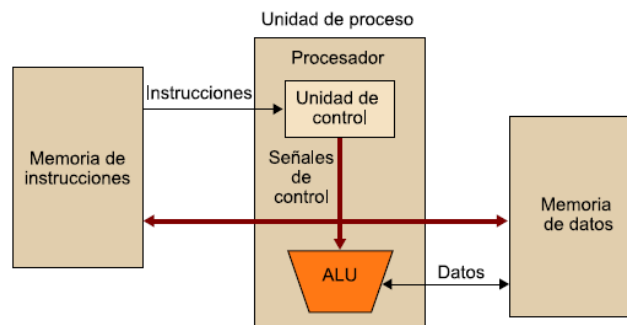 Unidad de proceso
Procesador
Instrucciones
Unidad de
control
Memoria de
instrucciones
Señales
de
control
Memoria
de datos
ALU
Datos